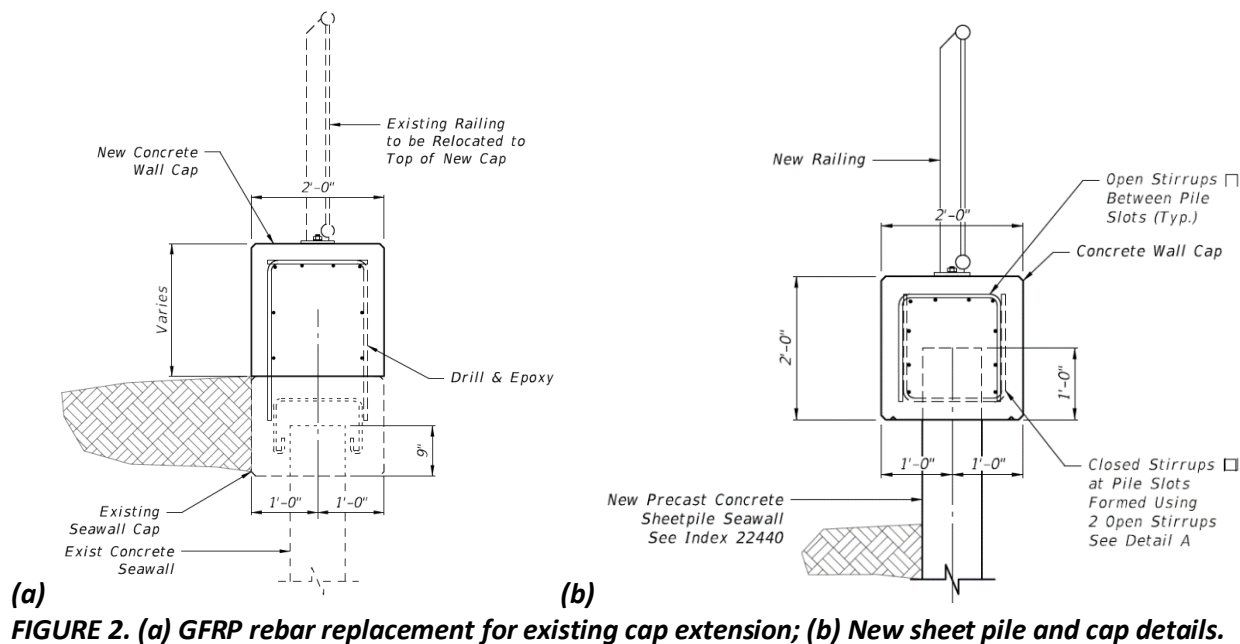 Existing Railing
to be Relocated to
Top of New Cap
New Concrete
Wall Cap
2'-0"
Varies
Drill & Epoxy
9"
1'-0"
1'-0"
Existing
Seawall Cap
Exist Concrete
Seawall
New Railing
Open Stirrups
Between Pile
Slots (Typ.)
2'-0"
Concrete Wall Cap
2'-0"
1'-0"
1'-0"
1'-0"
New Precast Concrete
Sheetpile Seawall
See Index 22440
Closed Stirrups
at Pile Slots
Formed Using
2 Open Stirrups
See Detail A
(a)
(b)
FIGURE 2. (a) GFRP rebar replacement for existing cap extension; (b) New sheet pile and cap details.